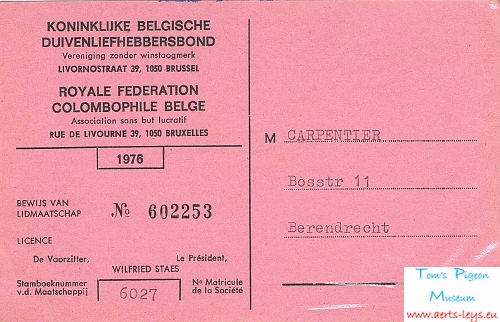 KONINKLIJKE BELGISCHE
DUIVENLIEFHEBBERSBOND
Vereniging zonder winstoogmerk
LIVORNOSTRAAT 39, 1050 BRUSSEL
ROYALE FEDERATION
COLOMBOPHILE BELGE
Association sans but lucratif
RUE DE LIVOURNE 39, 1050 BRUXELLES
1976
BEWIJS VAN
LIDMAATSCHAP
№ 602253
LICENCE
De Voorzitter,
Le Président,
WILFRIED STAES
Stamboeknummer
v.d. Maatschappij
6027
Nº Matricule
de la Société
M CARPENTIER
Bosstr 11
Berendrecht
Tom's Pigeon
Museum
www.aerts-leys.eu